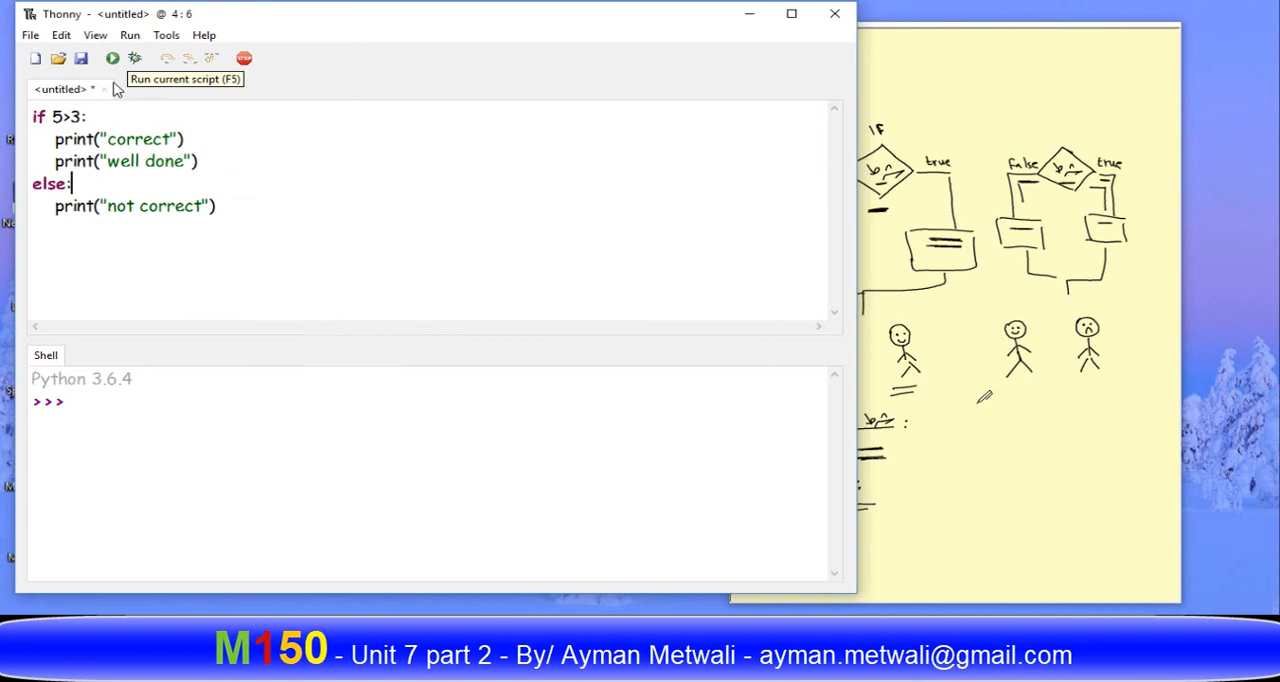 Thonny - <untitled> @ 4:6
File Edit View Run Tools Help
STOP
Run current script (F5)
<untitled> *
if 5>3:
print("correct")
print("well done")
else:
print("not correct")
Shell
Python 3.6.4
>>>
IF
true
false true
M150 - Unit 7 part 2 - By/ Ayman Metwali - ayman.metwali@gmail.com